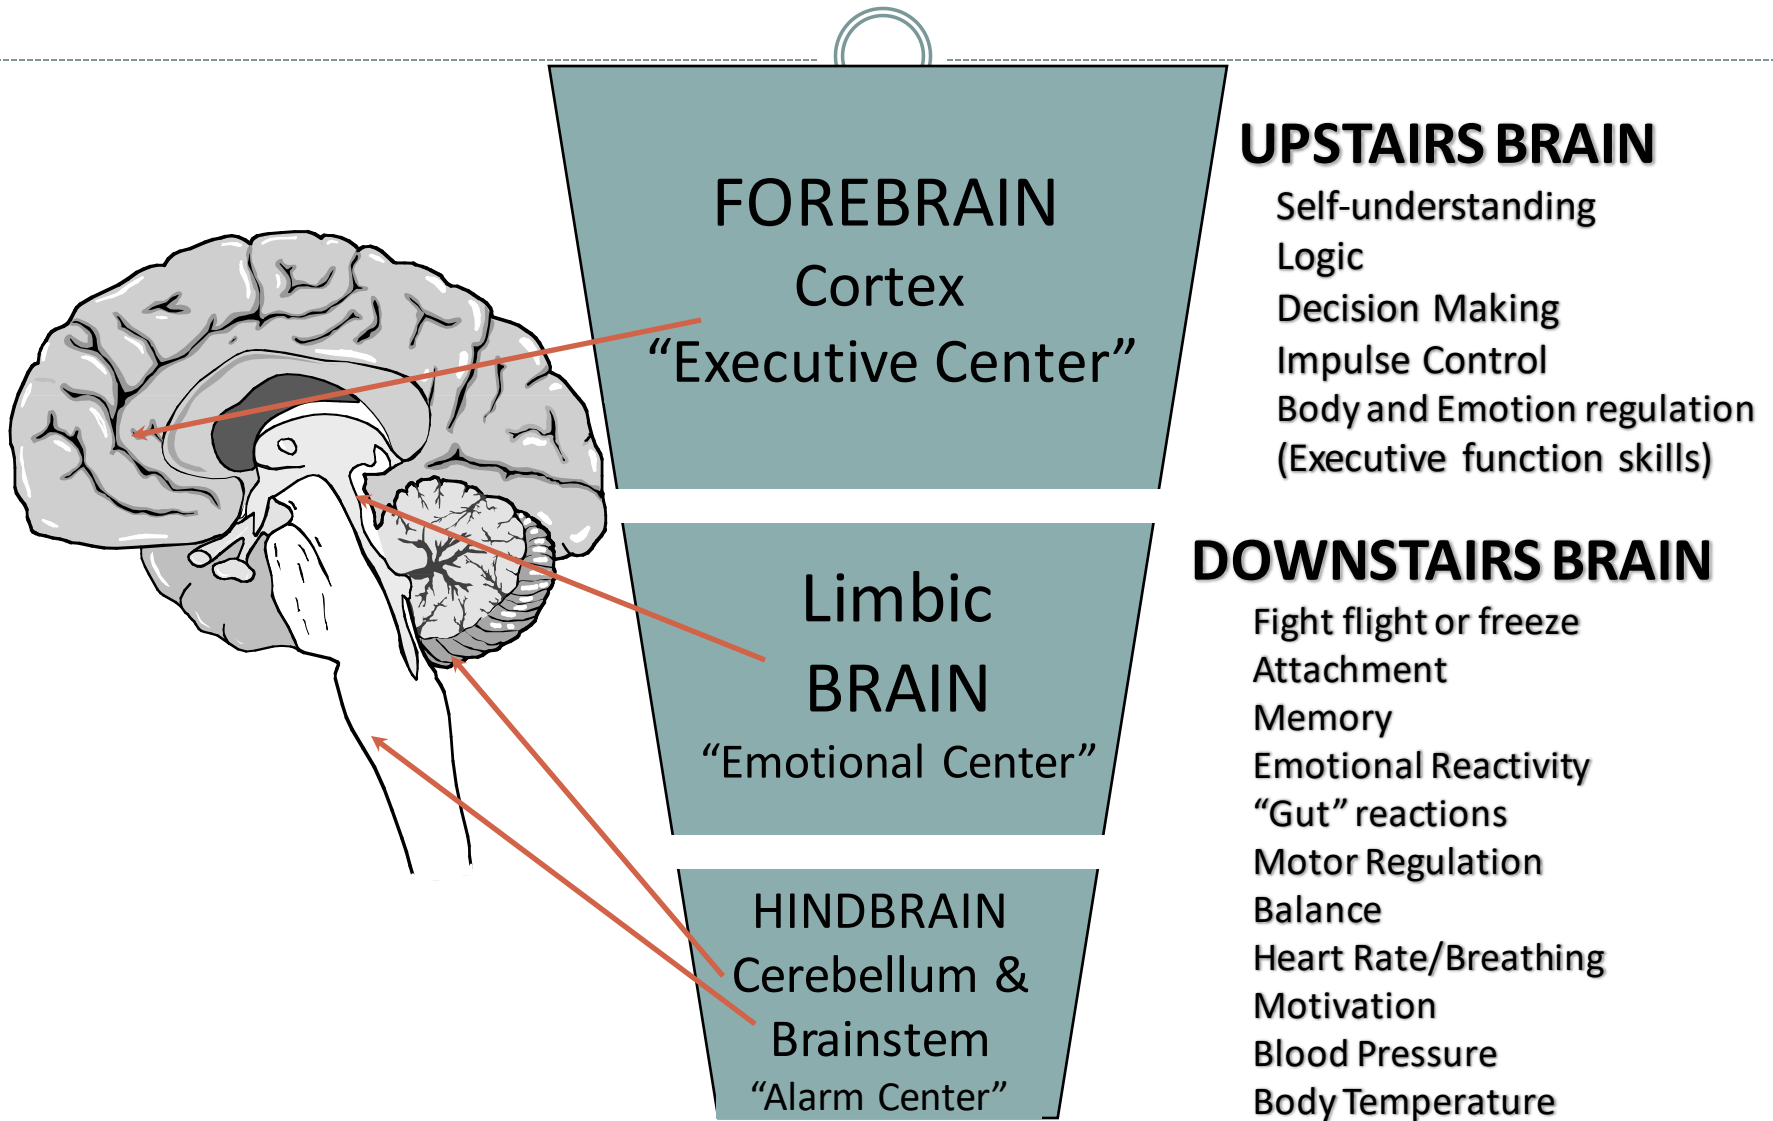 FOREBRAIN
Cortex
“Executive Center”
Limbic
BRAIN
“Emotional Center”
HINDBRAIN
Cerebellum &
Brainstem
“Alarm Center”
UPSTAIRS BRAIN
Self-understanding
Logic
Decision Making
Impulse Control
Body and Emotion regulation
(Executive function skills)
DOWNSTAIRS BRAIN
Fight flight or freeze
Attachment
Memory
Emotional Reactivity
“Gut” reactions
Motor Regulation
Balance
Heart Rate/Breathing
Motivation
Blood Pressure
Body Temperature